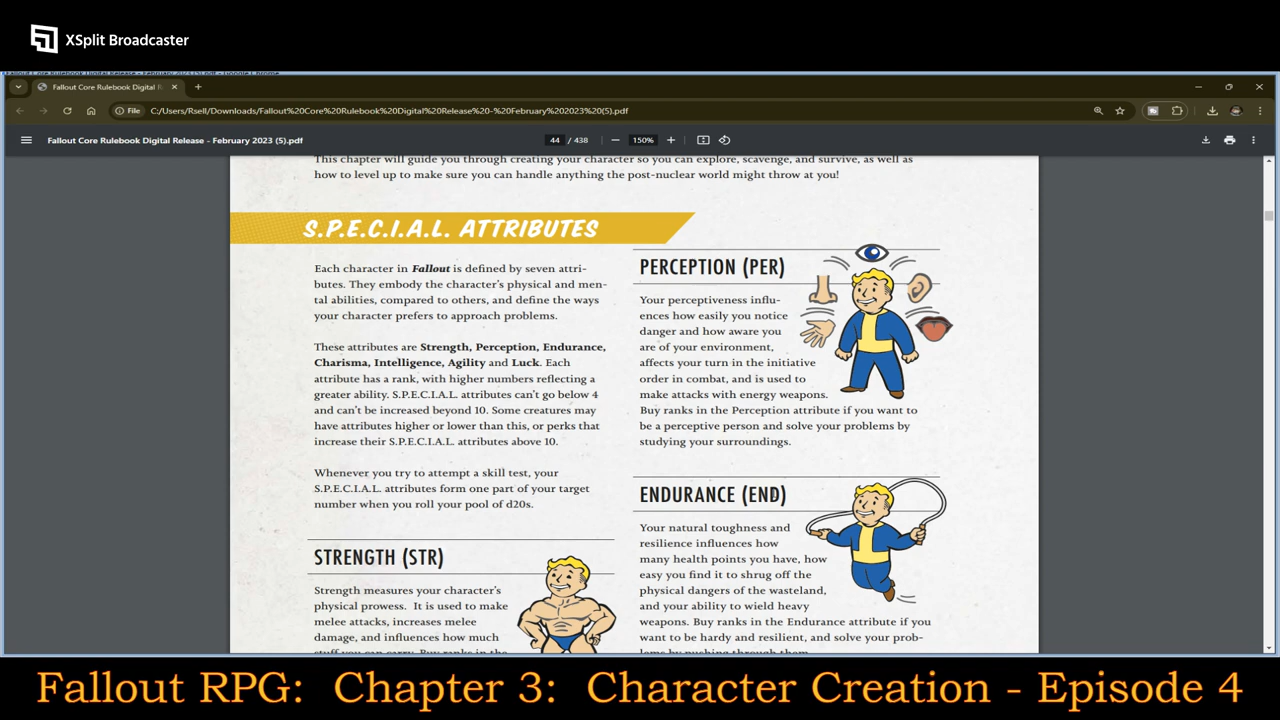 XSplit Broadcaster
Fallout Core Rulebook Digital R
File
C:/Users/Rsell/Downloads/Fallout%20Core%20Rulebook%20Digital%20Release%20-%20February%202023%20(5).pdf
Fallout Core Rulebook Digital Release - February 2023 (5).pdf
44 / 438
150%
This chapter will guide you through creating your character so you can explore, scavenge, and survive, as well as
how to level up to make sure you can handle anything the post-nuclear world might throw at you!
S.P.E.C.I.A.L. ATTRIBUTES
Each character in Fallout is defined by seven attri-
butes. They embody the character's physical and men-
tal abilities, compared to others, and define the ways
your character prefers to approach problems.
These attributes are Strength, Perception, Endurance,
Charisma, Intelligence, Agility and Luck. Each
attribute has a rank, with higher numbers reflecting a
greater ability. S.P.E.C.I.A.L. attributes can't go below 4
and can't be increased beyond 10. Some creatures may
have attributes higher or lower than this, or perks that
increase their S.P.E.C.I.A.L. attributes above 10.
Whenever you try to attempt a skill test, your
S.P.E.C.I.A.L. attributes form one part of your target
number when you roll your pool of d20s.
STRENGTH (STR)
Strength measures your character's
physical prowess. It is used to make
melee attacks, increases melee
damage, and influences how much
stuff you can carry. Buy ranks in the
PERCEPTION (PER)
Your perceptiveness influ-
ences how easily you notice
danger and how aware you
are of your environment,
affects your turn in the initiative
order in combat, and is used to
make attacks with energy weapons.
Buy ranks in the Perception attribute if you want to
be a perceptive person and solve your problems by
studying your surroundings.
ENDURANCE (END)
Your natural toughness and
resilience influences how
many health points you have, how
easy you find it to shrug off the
physical dangers of the wasteland,
and your ability to wield heavy
weapons. Buy ranks in the Endurance attribute if you
want to be hardy and resilient, and solve your prob-
lems by pushing through them
Fallout RPG: Chapter 3: Character Creation - Episode 4